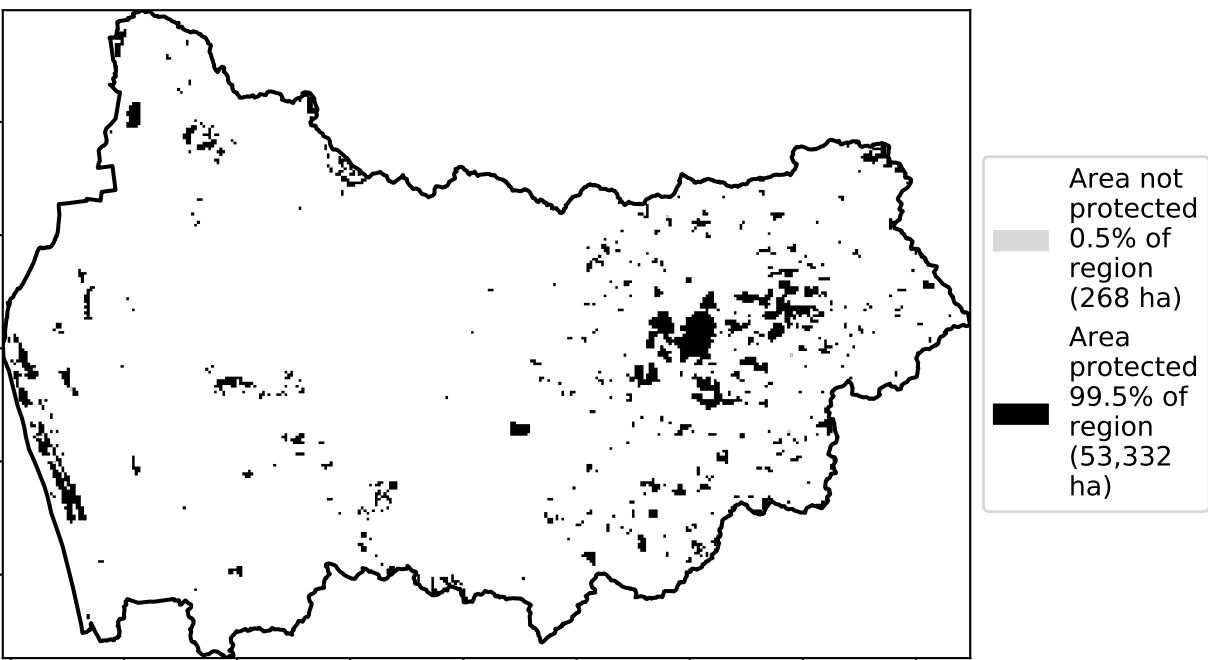 Area not
protected
0.5% of
region
(268 ha)
Area
protected
99.5% of
region
(53,332
ha)